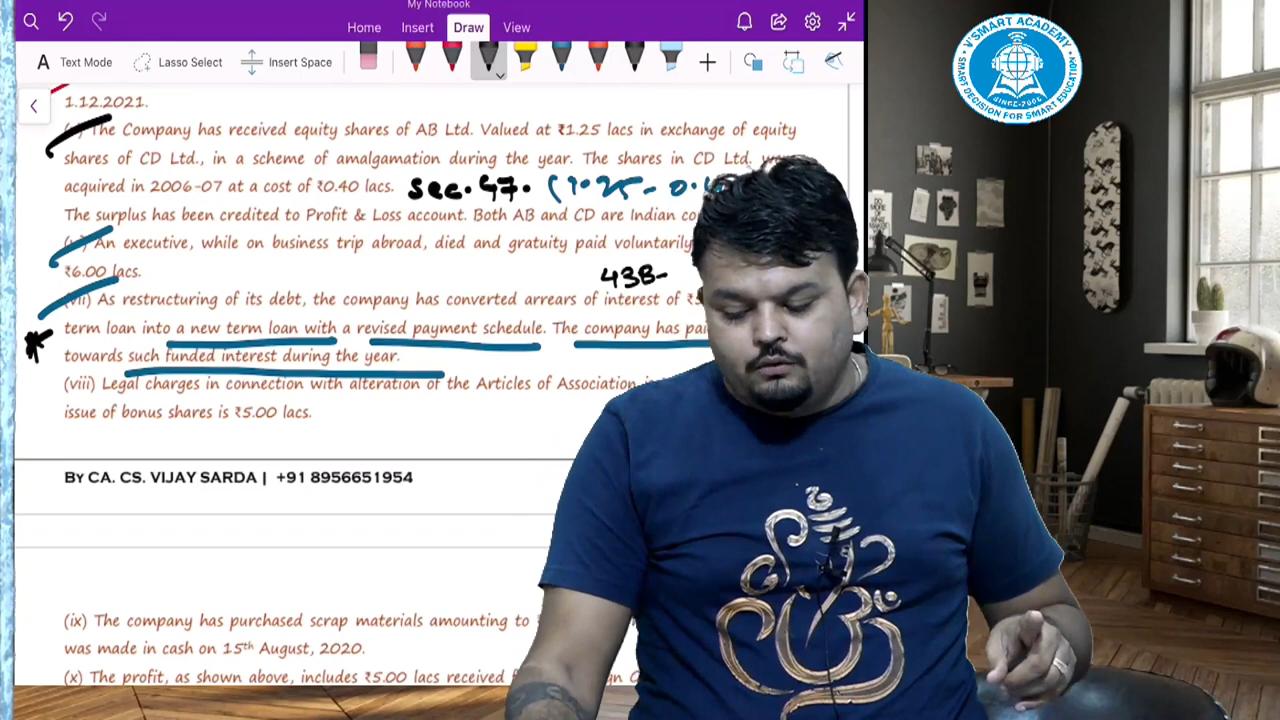 My Notebook
Home Insert Draw View
A Text Mode Lasso Select Insert Space
1.12.2021.
The Company has received equity shares of AB Ltd. Valued at ₹1.25 lacs in exchange of equity
shares of CD Ltd., in a scheme of amalgamation during the year. The shares in CD Ltd.
acquired in 2006-07 at a cost of ₹0.40 lacs. Sec. 47. (1.25 -
The surplus has been credited to Profit & Loss account. Both AB and CD are Indian
An executive, while on business trip abroad, died and gratuity paid voluntarily
₹6.00 lacs.
43B-
(vii) As restructuring of its debt, the company has converted arrears of interest of
term loan into a new term loan with a revised payment schedule. The company has
towards such funded interest during the year.
(viii) Legal charges in connection with alteration of the Articles of Association
issue of bonus shares is ₹5.00 lacs.
BY CA. CS. VIJAY SARDA | +91 8956651954
(ix) The company has purchased scrap materials amounting to
was made in cash on 15th August, 2020.
(x) The profit, as shown above, includes ₹5.00 lacs received
V'SMART ACADEMY
SMART DECISION FOR SMART EDUCATION